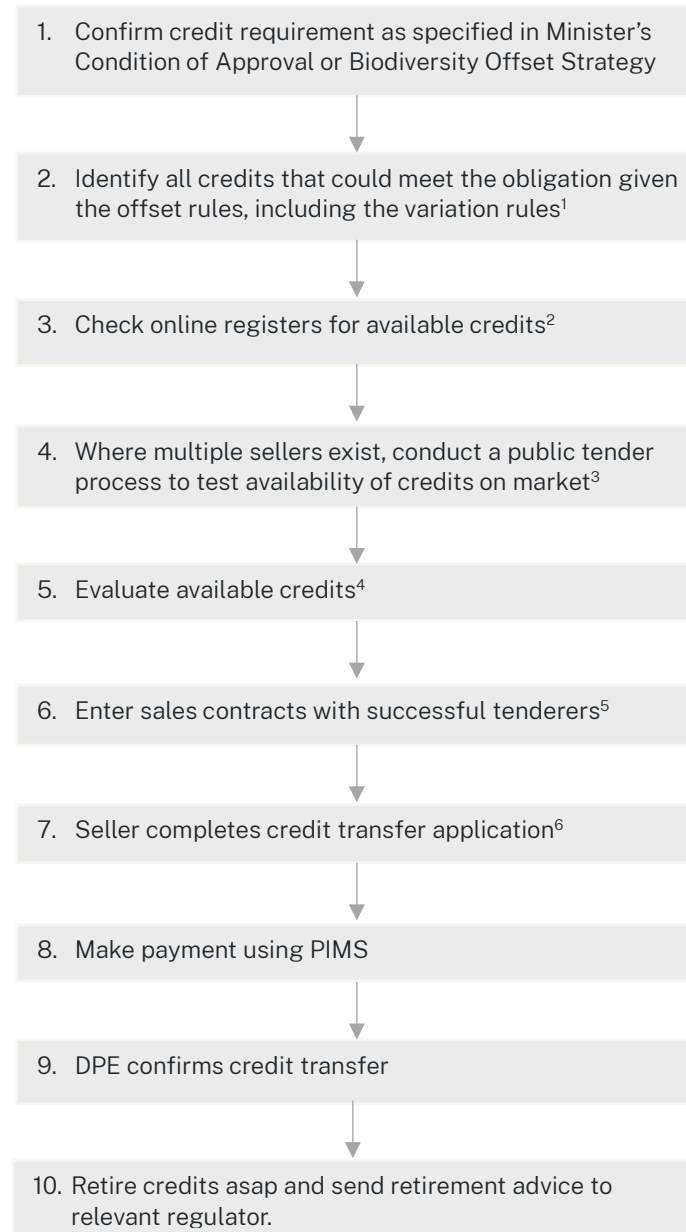 1. Confirm credit requirement as specified in Minister’s
Condition of Approval or Biodiversity Offset Strategy
2. Identify all credits that could meet the obligation given
the offset rules, including the variation rules¹
3. Check online registers for available credits²
4. Where multiple sellers exist, conduct a public tender
process to test availability of credits on market³
5. Evaluate available credits⁴
6. Enter sales contracts with successful tenderers⁵
7. Seller completes credit transfer application⁶
8. Make payment using PIMS
9. DPE confirms credit transfer
10. Retire credits asap and send retirement advice to
relevant regulator.